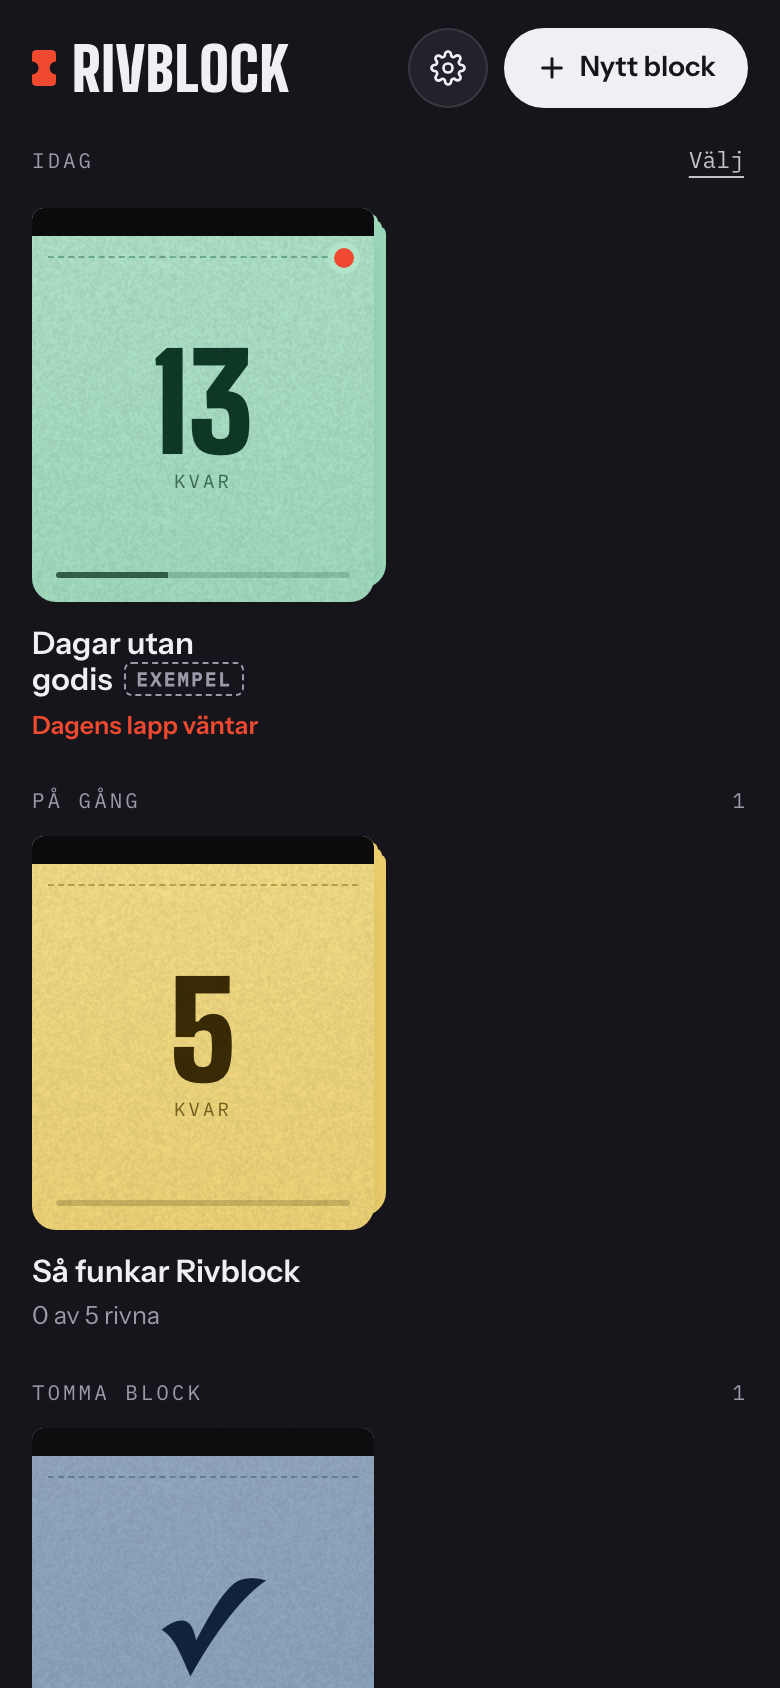 RIVBLOCK
+ Nytt block
IDAG
Välj
13
KVAR
Dagar utan
godis EXEMPEL
Dagens lapp väntar
PÅ GÅNG
1
5
KVAR
Så funkar Rivblock
0 av 5 rivna
TOMMA BLOCK
1